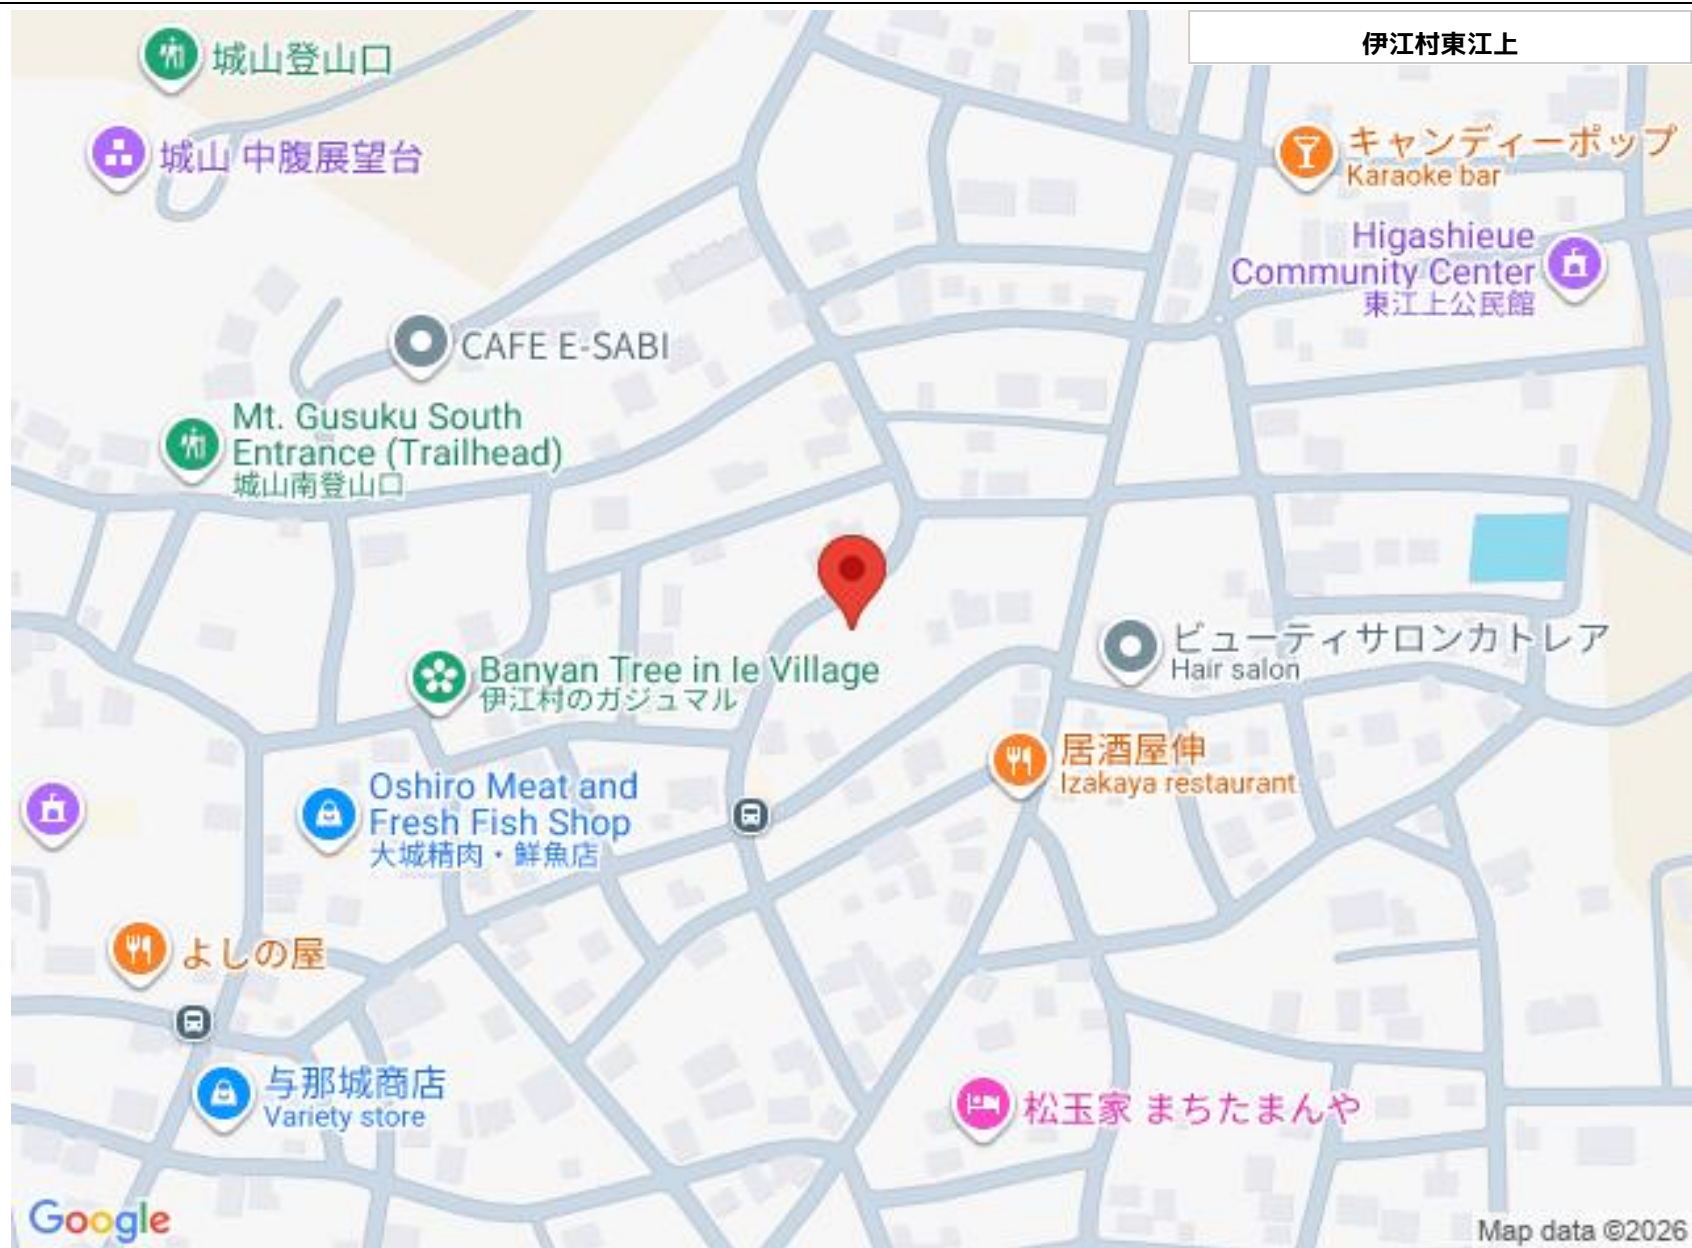 伊江村東江上
城山登山口
城山 中腹展望台
キャンディーポップ
Karaoke bar
Higashieue
Community Center
東江上公民館
CAFE E-SABI
Mt. Gusuku South
Entrance (Trailhead)
城山南登山口
ビューティサロンカトレア
Hair salon
Banyan Tree in Ie Village
伊江村のガジュマル
居酒屋伸
Izakaya restaurant
Oshiro Meat and
Fresh Fish Shop
大城精肉・鮮魚店
よしの屋
与那城商店
Variety store
松玉家 まちたまんや
Google
Map data ©2026